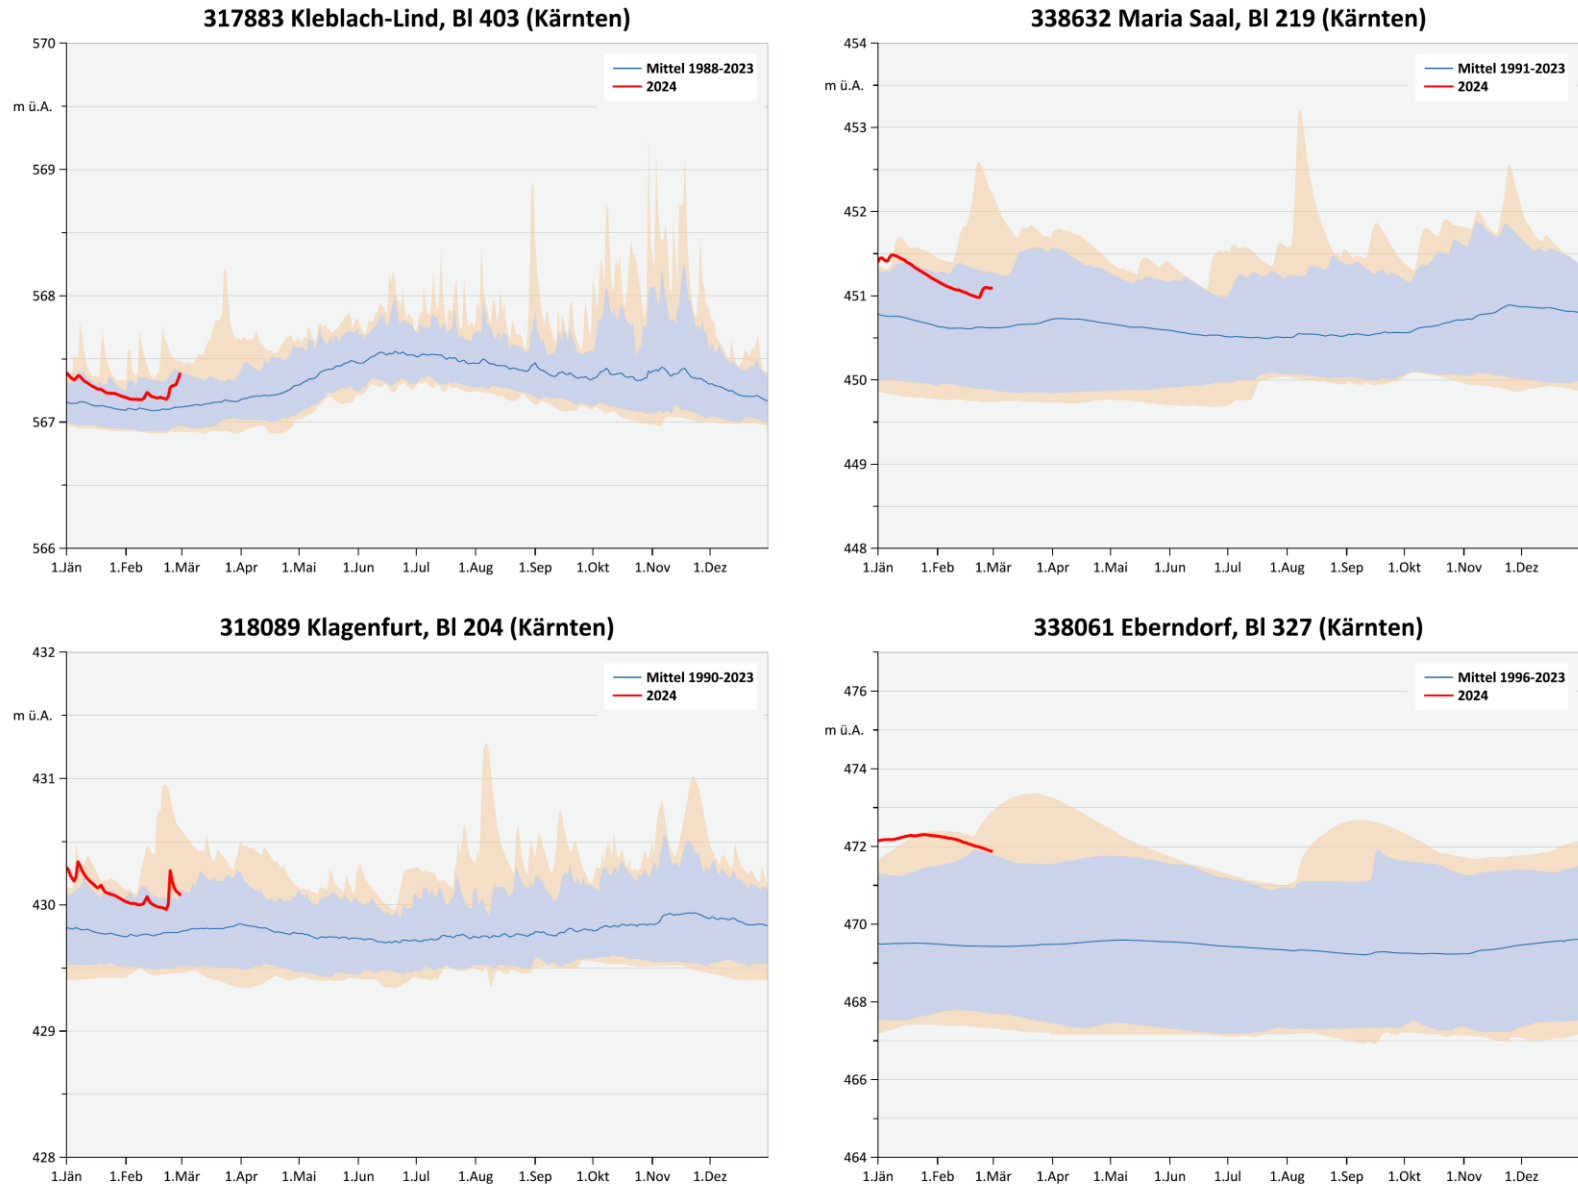 317883 Kleblach-Lind, Bl 403 (Kärnten)
570
m ü.A.
569
568
567
566
Mittel 1988-2023
2024
1.Jän 1.Feb 1.Mär 1.Apr 1.Mai 1.Jun 1.Jul 1.Aug 1.Sep 1.Okt 1.Nov 1.Dez
338632 Maria Saal, Bl 219 (Kärnten)
454
m ü.A.
453
452
451
450
449
448
Mittel 1991-2023
2024
1.Jän 1.Feb 1.Mär 1.Apr 1.Mai 1.Jun 1.Jul 1.Aug 1.Sep 1.Okt 1.Nov 1.Dez
318089 Klagenfurt, Bl 204 (Kärnten)
432
m ü.A.
431
430
429
428
Mittel 1990-2023
2024
1.Jän 1.Feb 1.Mär 1.Apr 1.Mai 1.Jun 1.Jul 1.Aug 1.Sep 1.Okt 1.Nov 1.Dez
338061 Eberndorf, Bl 327 (Kärnten)
476
m ü.A.
474
472
470
468
466
464
Mittel 1996-2023
2024
1.Jän 1.Feb 1.Mär 1.Apr 1.Mai 1.Jun 1.Jul 1.Aug 1.Sep 1.Okt 1.Nov 1.Dez